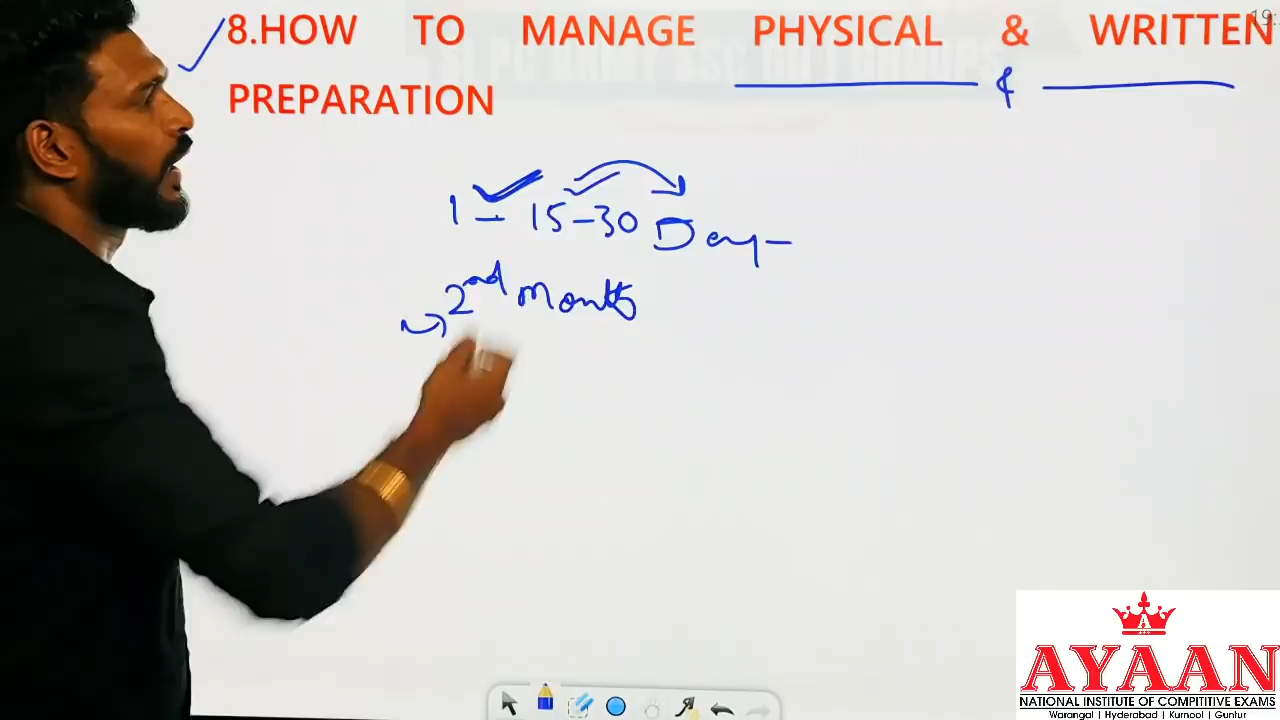 8.HOW TO MANAGE PHYSICAL & WRITTEN
PREPARATION
&
1 - 15-30 Days
2nd Month
A
AYAAN
NATIONAL INSTITUTE OF COMPITITIVE EXAMS
Warangal | Hyderabad | Kurnool | Guntur